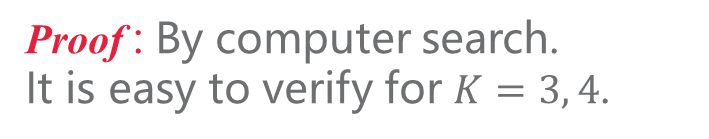 Proof: By computer search.
It is easy to verify for K = 3, 4.